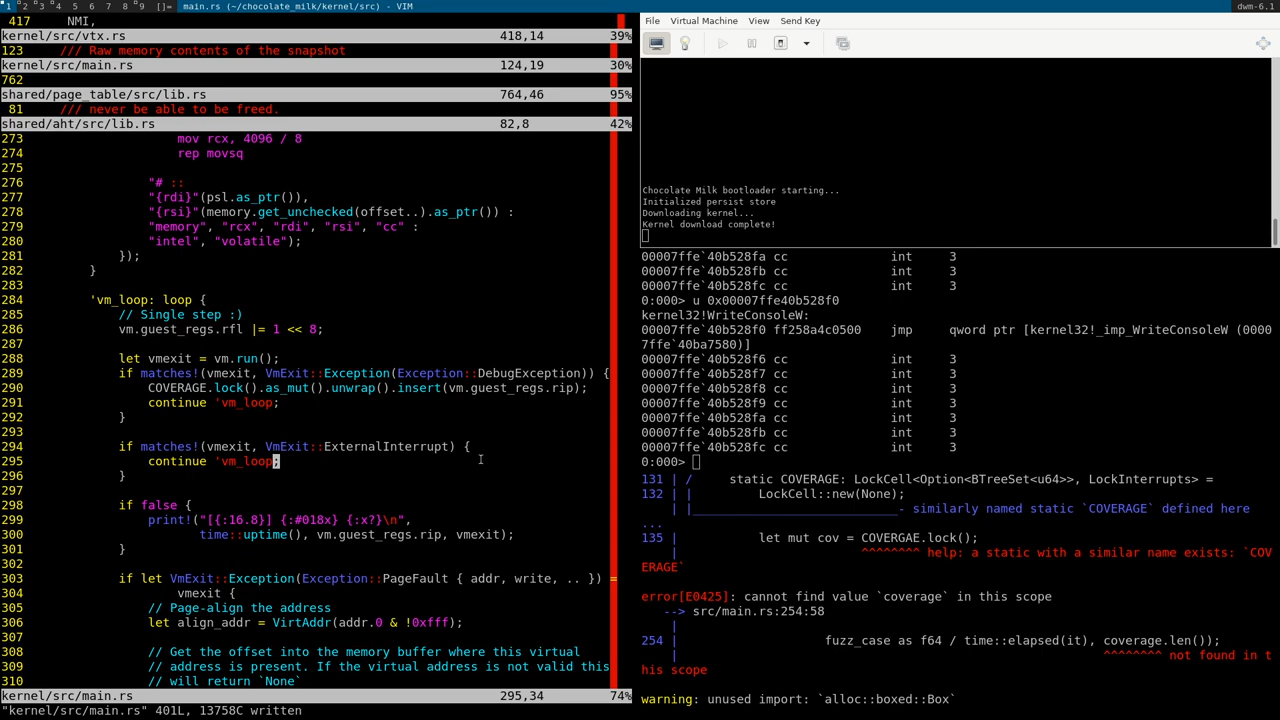 1 2 3 4 5 6 7 8 9 []= main.rs (~/chocolate_milk/kernel/src) - VIM
dwm-6.1
417 NMI,
kernel/src/vtx.rs 418,14 39%
123 /// Raw memory contents of the snapshot
kernel/src/main.rs 124,19 30%
762
shared/page_table/src/lib.rs 764,46 95%
81 /// never be able to be freed.
shared/aht/src/lib.rs 82,8 42%
273 mov rcx, 4096 / 8
274 rep movsq
275
276 "# ::
277 "{rdi}"(psl.as_ptr()),
278 "{rsi}"(memory.get_unchecked(offset..).as_ptr()) :
279 "memory", "rcx", "rdi", "rsi", "cc" :
280 "intel", "volatile");
281 });
282 }
283
284 'vm_loop: loop {
285 // Single step :)
286 vm.guest_regs.rfl |= 1 << 8;
287
288 let vmexit = vm.run();
289 if matches!(vmexit, VmExit::Exception(Exception::DebugException)) {
290 COVERAGE.lock().as_mut().unwrap().insert(vm.guest_regs.rip);
291 continue 'vm_loop;
292 }
293
294 if matches!(vmexit, VmExit::ExternalInterrupt) {
295 continue 'vm_loop;
296 }
297
298 if false {
299 print!("[{:16.8}] {:#018x} {:x?}\n",
300 time::uptime(), vm.guest_regs.rip, vmexit);
301 }
302
303 if let VmExit::Exception(Exception::PageFault { addr, write, .. }) =
304 vmexit {
305 // Page-align the address
306 let align_addr = VirtAddr(addr.0 & !0xfff);
307
308 // Get the offset into the memory buffer where this virtual
309 // address is present. If the virtual address is not valid this
310 // will return `None`
kernel/src/main.rs 295,34 74%
"kernel/src/main.rs" 401L, 13758C written
File Virtual Machine View Send Key
Chocolate Milk bootloader starting...
Initialized persist store
Downloading kernel...
Kernel download complete!
00007ffe`40b528fa cc int 3
00007ffe`40b528fb cc int 3
00007ffe`40b528fc cc int 3
0:000> u 0x00007ffe40b528f0
kernel32!WriteConsoleW:
00007ffe`40b528f0 ff258a4c0500 jmp qword ptr [kernel32!_imp_WriteConsoleW (0000
7ffe`40ba7580)]
00007ffe`40b528f6 cc int 3
00007ffe`40b528f7 cc int 3
00007ffe`40b528f8 cc int 3
00007ffe`40b528f9 cc int 3
00007ffe`40b528fa cc int 3
00007ffe`40b528fb cc int 3
00007ffe`40b528fc cc int 3
0:000>
131 | / static COVERAGE: LockCell<Option<BTreeSet<u64>>, LockInterrupts> =
132 | | LockCell::new(None);
| |____________________________- similarly named static `COVERAGE` defined here
...
135 | let mut cov = COVERGAE.lock();
| ^^^^^^^^ help: a static with a similar name exists: `COV
ERAGE`
error[E0425]: cannot find value `coverage` in this scope
--> src/main.rs:254:58
|
254 | fuzz_case as f64 / time::elapsed(it), coverage.len());
| ^^^^^^^^ not found in t
his scope
warning: unused import: `alloc::boxed::Box`